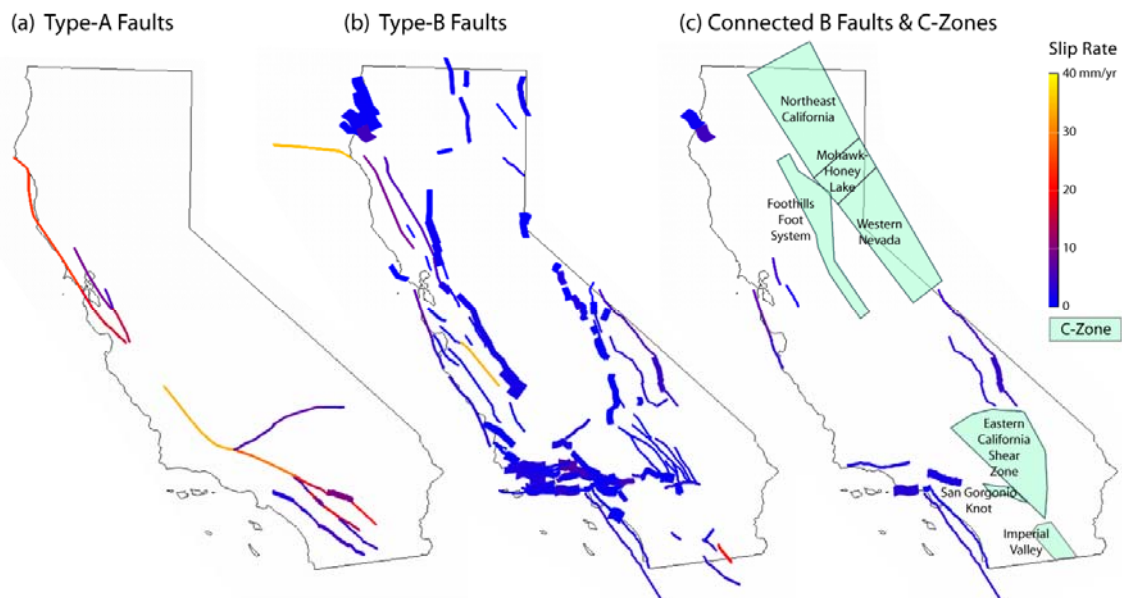 (a) Type-A Faults
(b) Type-B Faults
(c) Connected B Faults & C-Zones
Slip Rate
40 mm/yr
30
20
10
0
C-Zone
Northeast
California
Mohawk-
Honey
Lake
Western
Nevada
Foothills
Foot
System
Eastern
California
Shear
Zone
San Gorgonio
Knot
Imperial
Valley